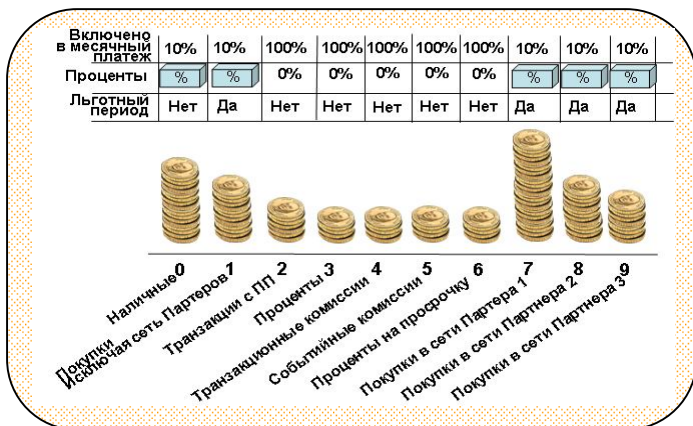 Включено в месячный платеж 10% 10% 100% 100% 100% 100% 100% 10% 10% 10%
Проценты % % 0% 0% 0% 0% 0% % % %
Льготный период Нет Да Нет Нет Нет Нет Нет Да Да Да
0 1 2 3 4 5 6 7 8 9
Наличные
Покупки
Исключая сеть Партеров
Транзакции с ПП
Проценты
Транзакционные комиссии
Событийные комиссии
Проценты на просрочку
Покупки в сети Партера 1
Покупки в сети Партнера 2
Покупки в сети Партнера 3